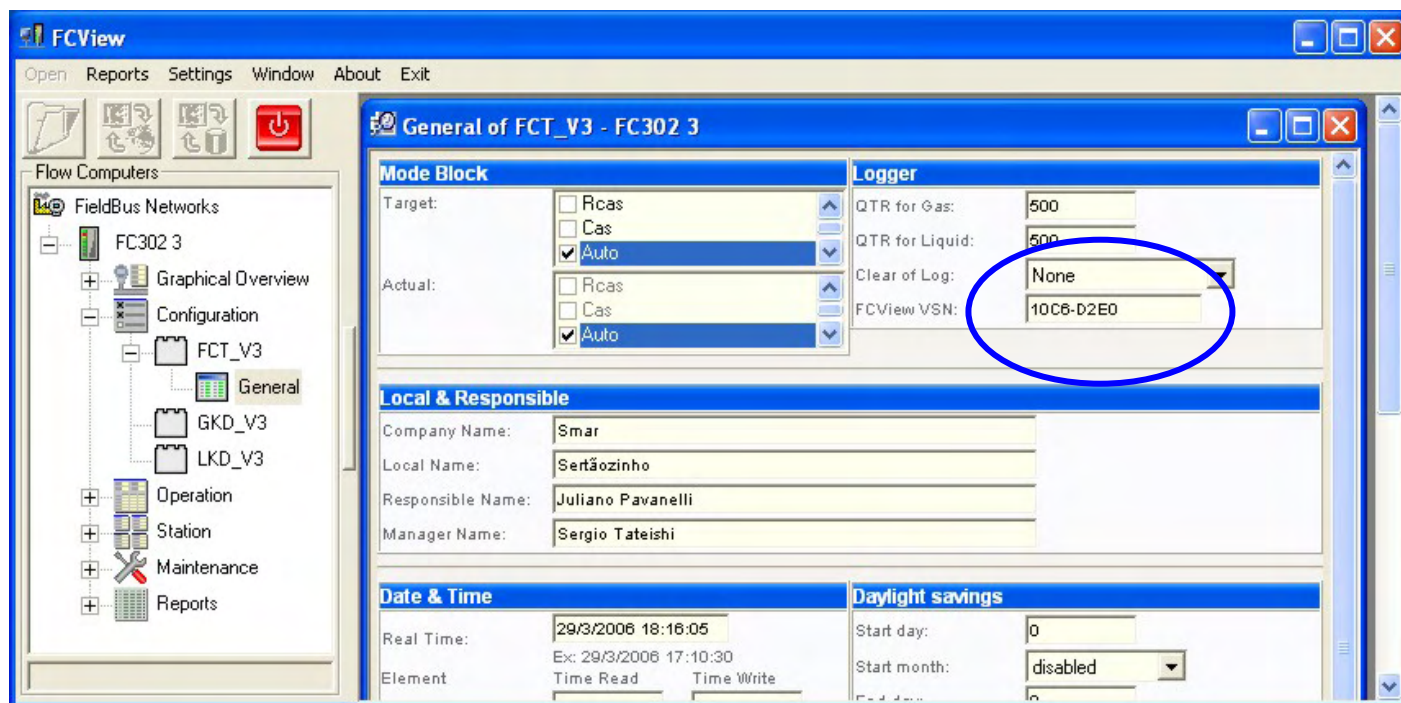 FCView
Open Reports Settings Window About Exit
Flow Computers
FieldBus Networks
FC302 3
Graphical Overview
Configuration
FCT_V3
General
GKD_V3
LKD_V3
Operation
Station
Maintenance
Reports
General of FCT_V3 - FC302 3
Mode Block
Target:
Rcas
Cas
Auto
Actual:
Rcas
Cas
Auto
Logger
QTR for Gas: 500
QTR for Liquid: 500
Clear of Log: None
FCView VSN: 10C6-D2E0
Local & Responsible
Company Name: Smar
Local Name: Sertãozinho
Responsible Name: Juliano Pavanelli
Manager Name: Sergio Tateishi
Date & Time
Real Time: 29/3/2006 18:16:05
Ex: 29/3/2006 17:10:30
Element Time Read Time Write
Daylight savings
Start day: 0
Start month: disabled